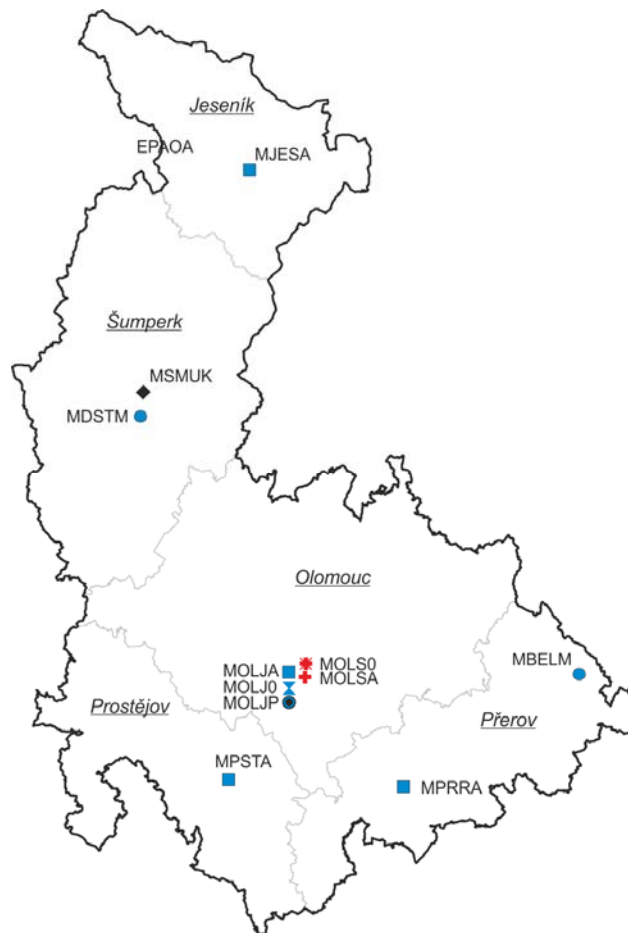 Jeseník
EPAOA
MJESA
Šumperk
MSMUK
MDSTM
Olomouc
MOLJA
MOLS0
MOLJ0
MOLSA
MOLJP
MBELM
Prostějov
Přerov
MPSTA
MPRRA